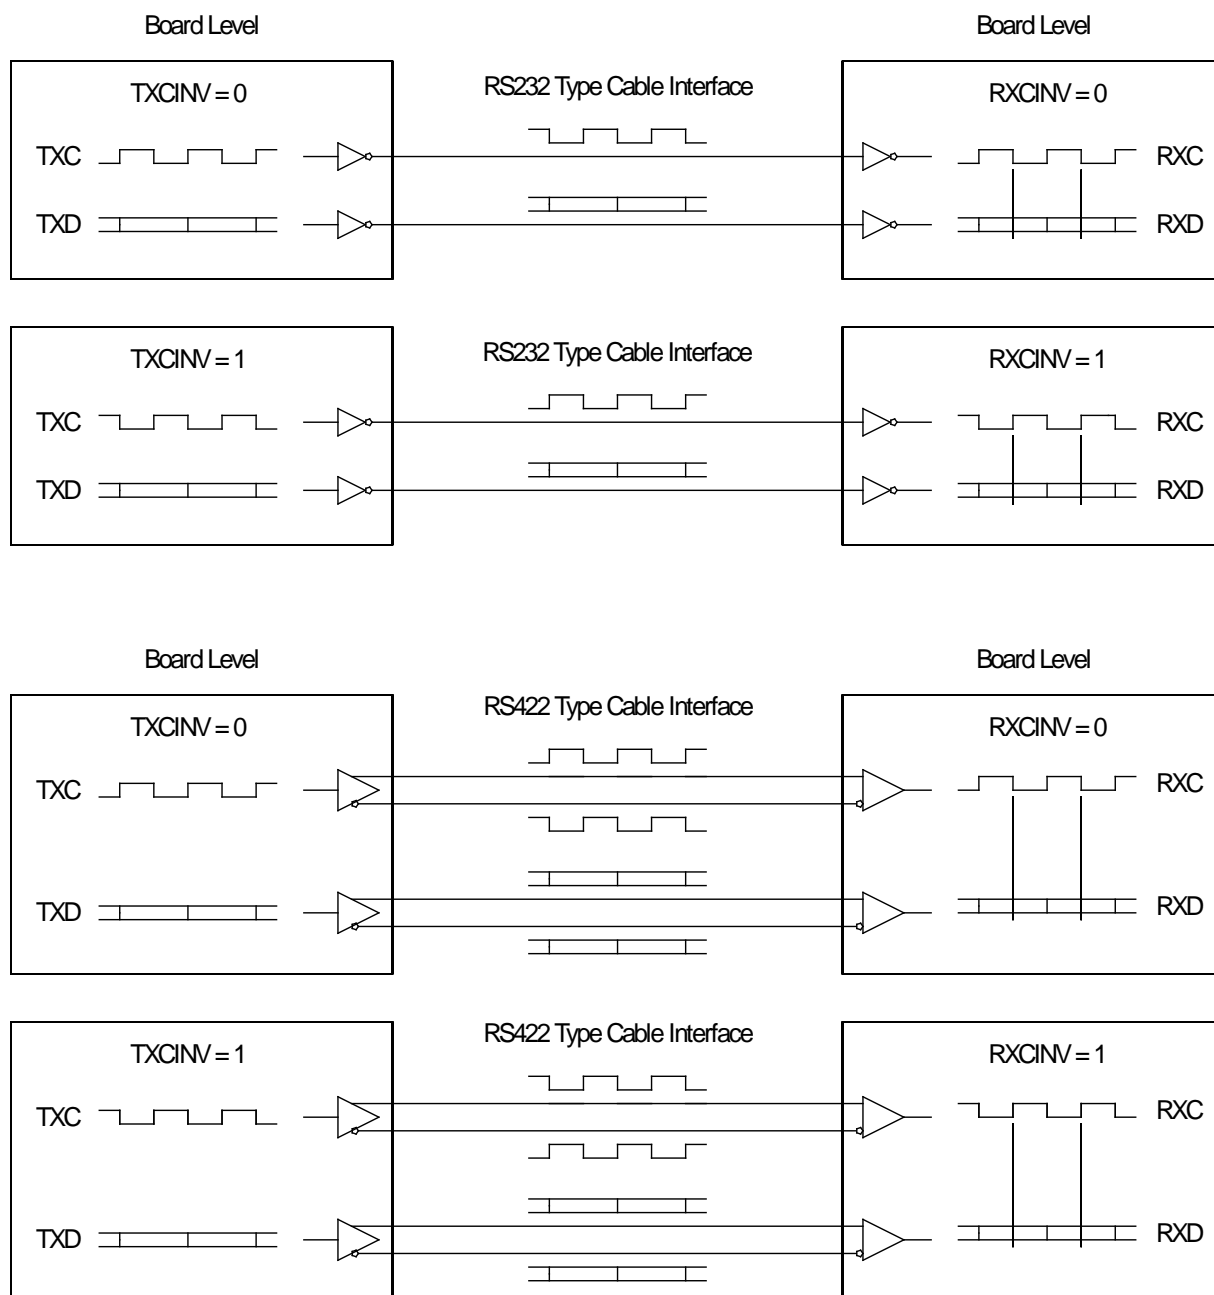 Board Level Board Level
TXCINV = 0 RS232 Type Cable Interface RXCINV = 0
TXC RXC
TXD RXD
TXCINV = 1 RS232 Type Cable Interface RXCINV = 1
TXC RXC
TXD RXD
Board Level Board Level
TXCINV = 0 RS422 Type Cable Interface RXCINV = 0
TXC RXC
TXD RXD
TXCINV = 1 RS422 Type Cable Interface RXCINV = 1
TXC RXC
TXD RXD